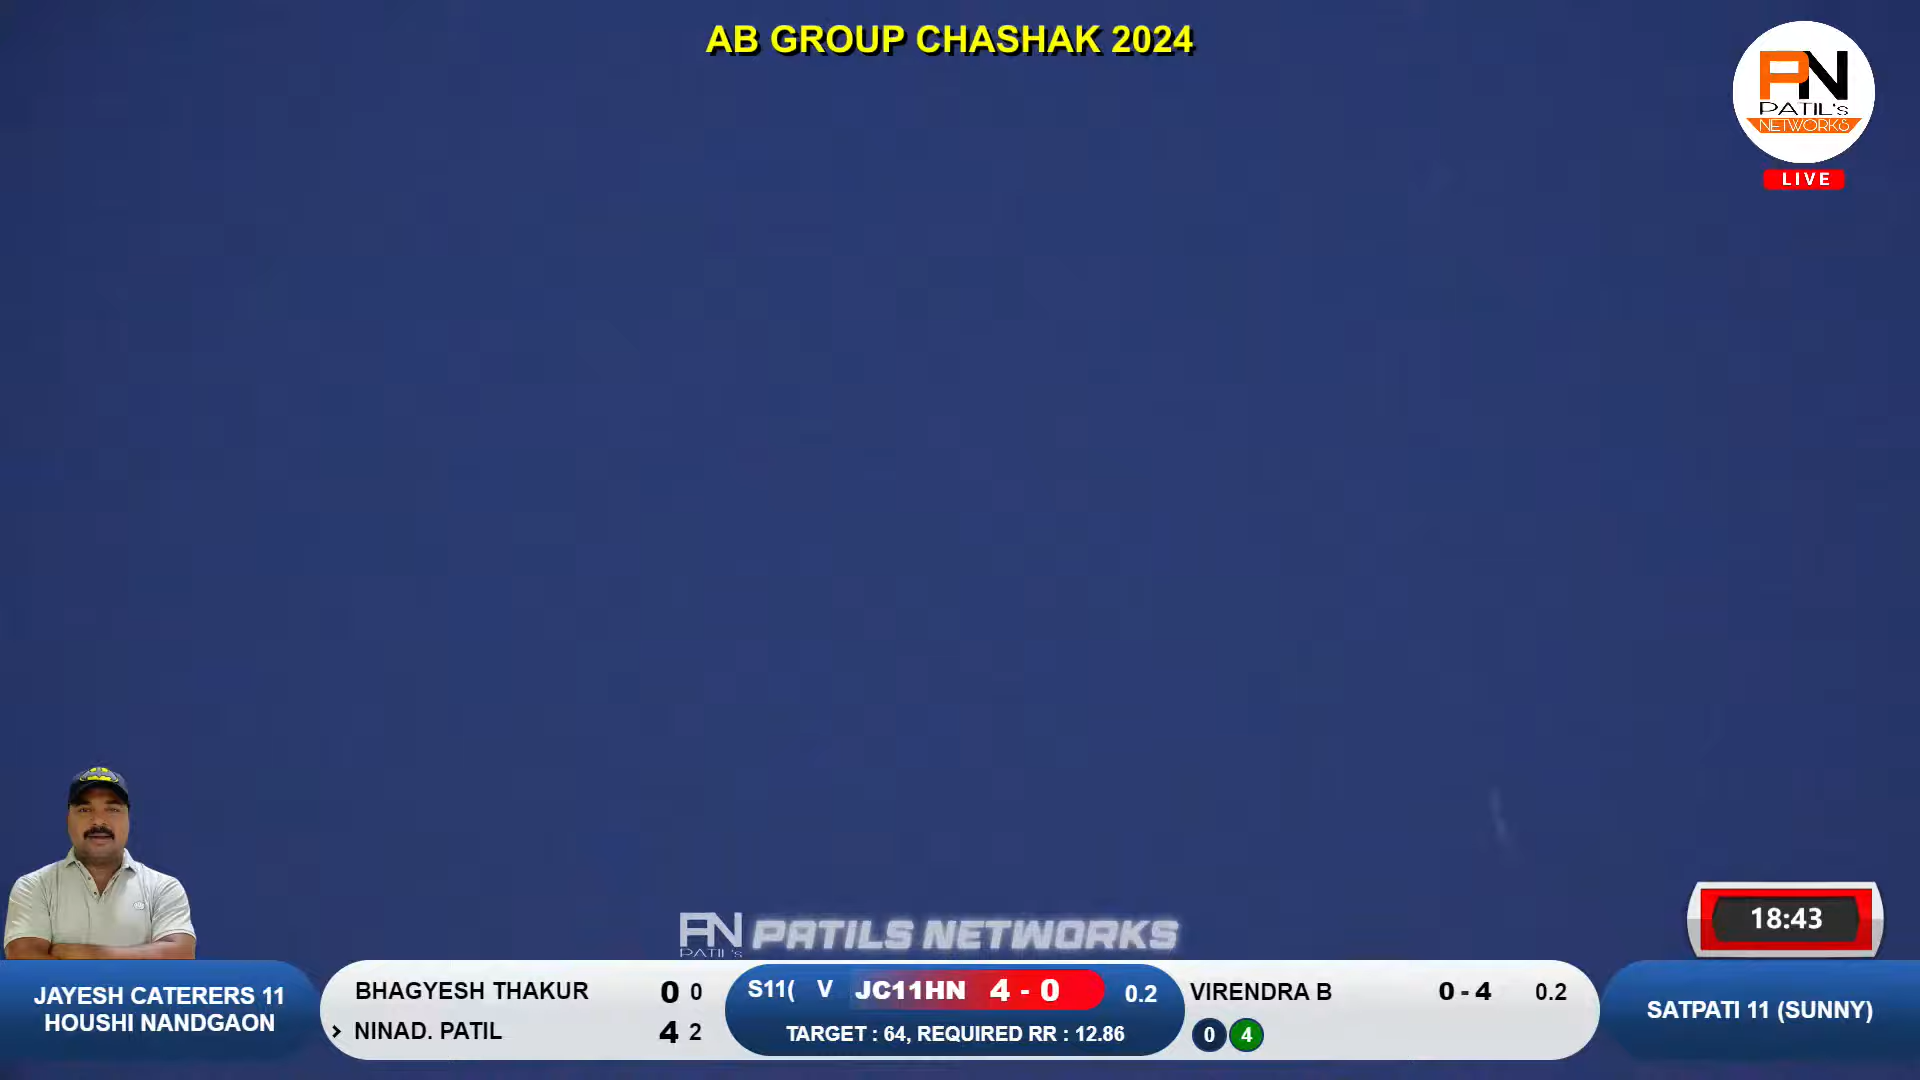 AB GROUP CHASHAK 2024
PN
PATIL's
NETWORKS
LIVE
18:43
PN PATILS NETWORKS
PATIL's
JAYESH CATERERS 11
HOUSHI NANDGAON
BHAGYESH THAKUR 0 0
> NINAD. PATIL 4 2
S11( V JC11HN 4 - 0 0.2
TARGET : 64, REQUIRED RR : 12.86
VIRENDRA B 0 - 4 0.2
0 4
SATPATI 11 (SUNNY)